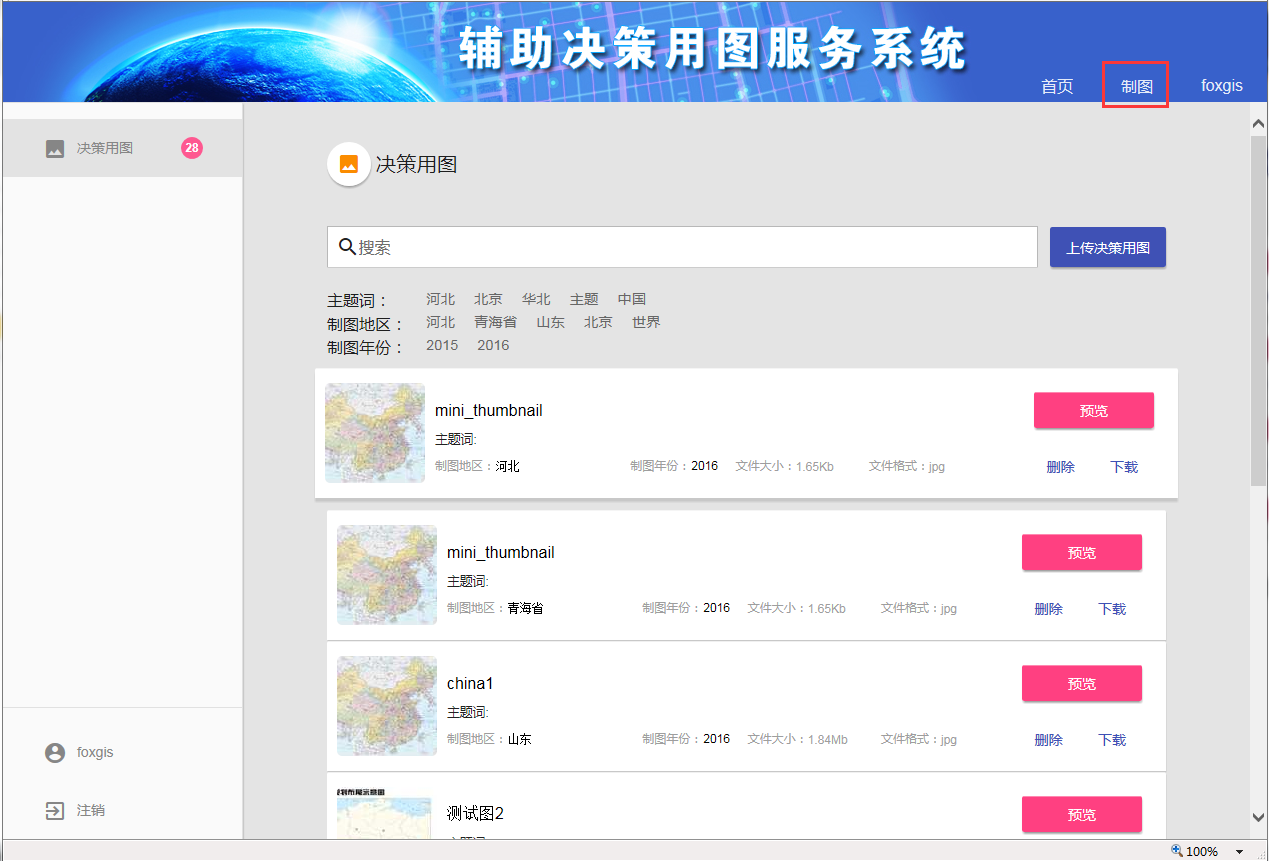 辅助决策用图服务系统
首页 制图 foxgis
决策用图 28
决策用图
搜索 上传决策用图
主题词： 河北 北京 华北 主题 中国
制图地区： 河北 青海省 山东 北京 世界
制图年份： 2015 2016
mini_thumbnail
预览
主题词:
制图地区：河北 制图年份：2016 文件大小：1.65Kb 文件格式：jpg 删除 下载
mini_thumbnail
预览
主题词:
制图地区：青海省 制图年份：2016 文件大小：1.65Kb 文件格式：jpg 删除 下载
china1
预览
主题词:
制图地区：山东 制图年份：2016 文件大小：1.84Mb 文件格式：jpg 删除 下载
测试图2
预览
foxgis
注销
100%